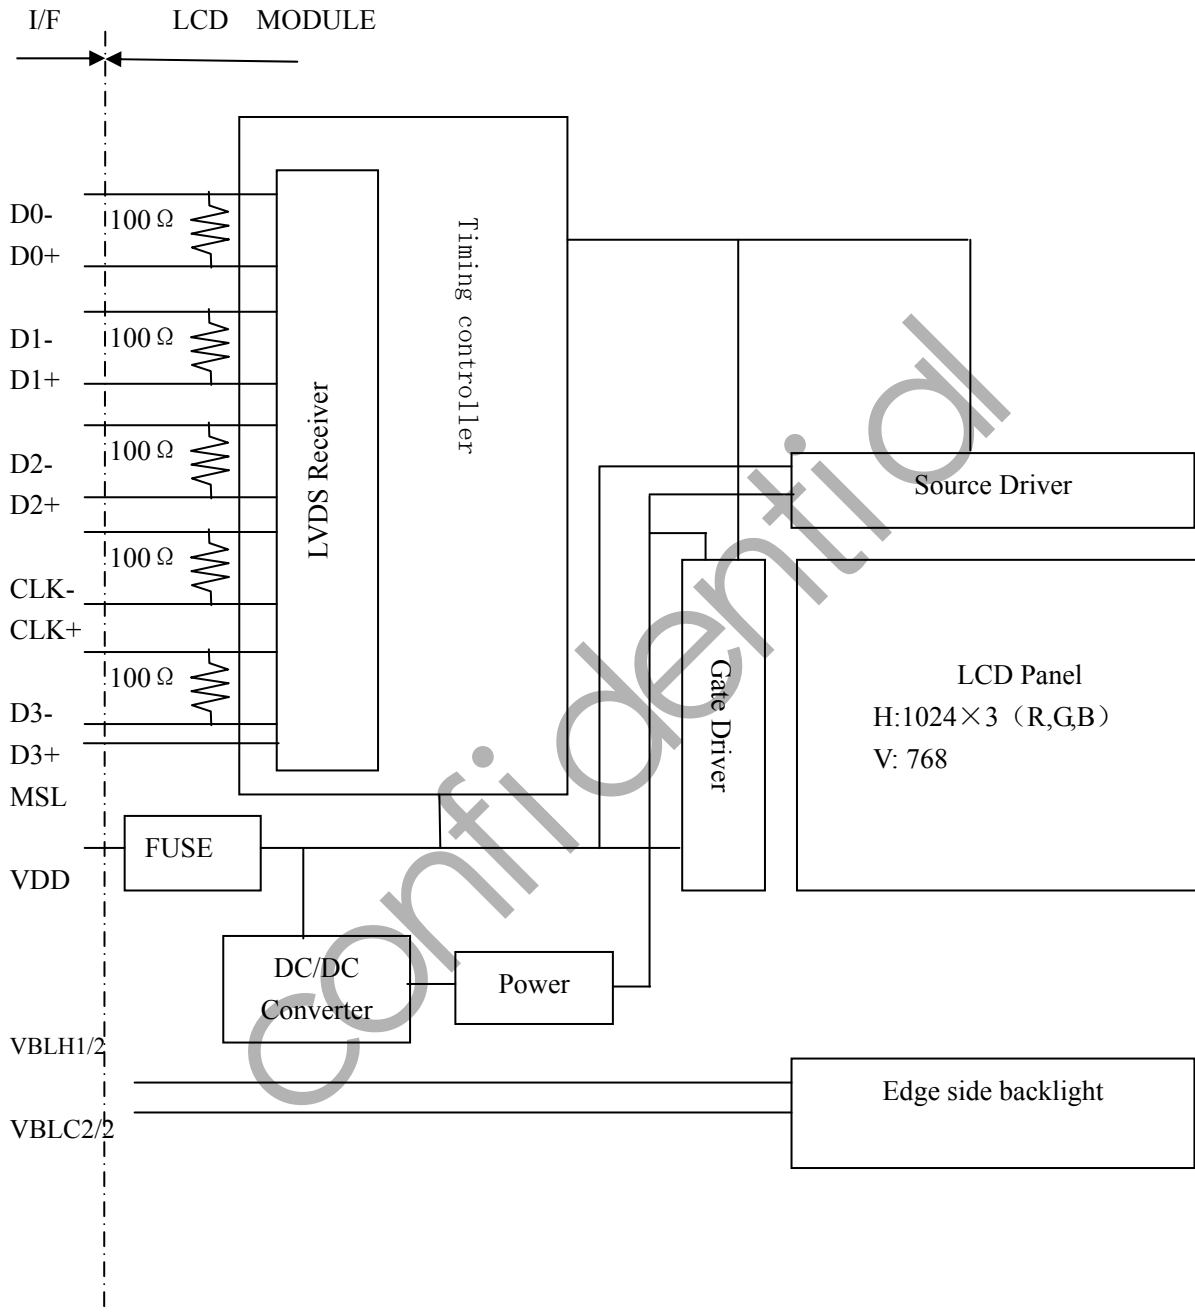 I/F LCD MODULE
D0-
100Ω
D0+
D1-
100Ω
D1+
D2-
100Ω
D2+
100Ω
CLK-
CLK+
100Ω
D3-
D3+
MSL
VDD
LVDS Receiver
Timing controller
Source Driver
Gate Driver
LCD Panel
H:1024×3（R,G,B）
V: 768
FUSE
DC/DC
Converter
Power
VBLH1/2
VBLC2/2
Edge side backlight
confidential